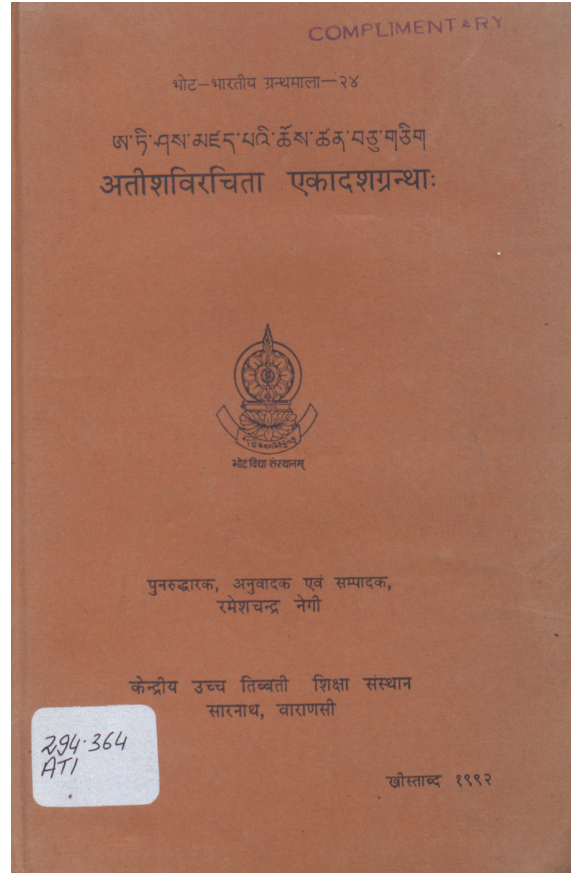 COMPLIMENTARY
भोट–भारतीय ग्रन्थमाला–२४
ཨ་ཏི་ཤས་མཛད་པའི་ཆོས་ཚན་བཅུ་གཅིག
अतीशविरचिता एकादशग्रन्थाः
भोट विद्या संस्थानम्
पुनरुद्धारक, अनुवादक एवं सम्पादक,
रमेशचन्द्र नेगी
केन्द्रीय उच्च तिब्बती शिक्षा संस्थान
सारनाथ, वाराणसी
294.364
ATI
ख्रीस्ताब्द १९९२